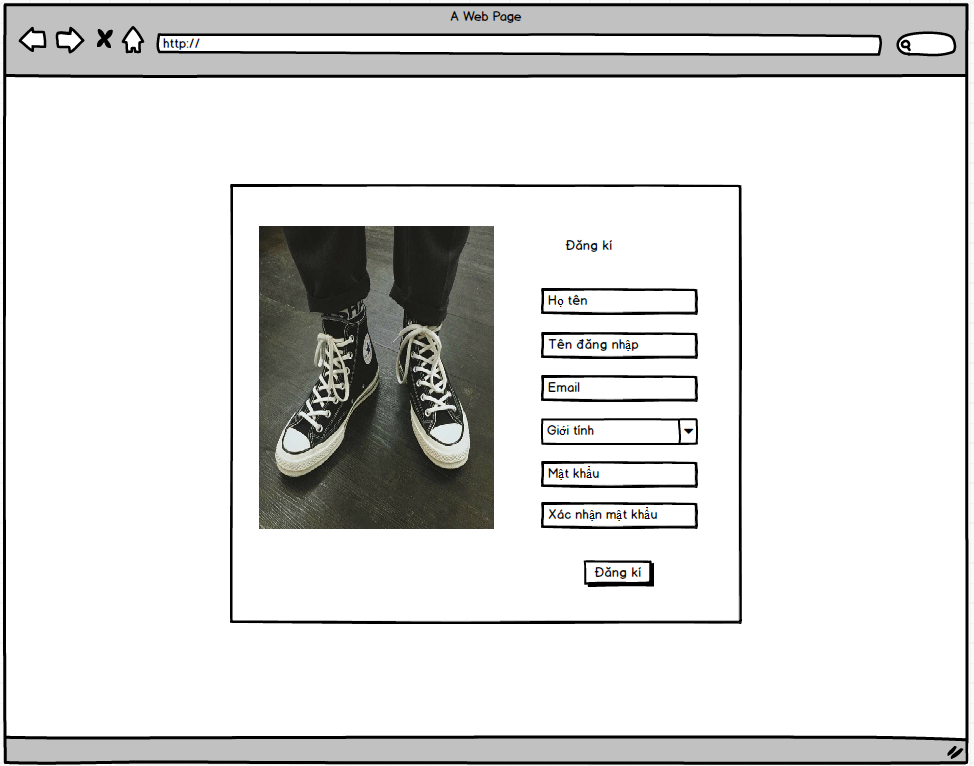 A Web Page
http://
Đăng kí
Họ tên
Tên đăng nhập
Email
Giới tính
Mật khẩu
Xác nhận mật khẩu
Đăng kí